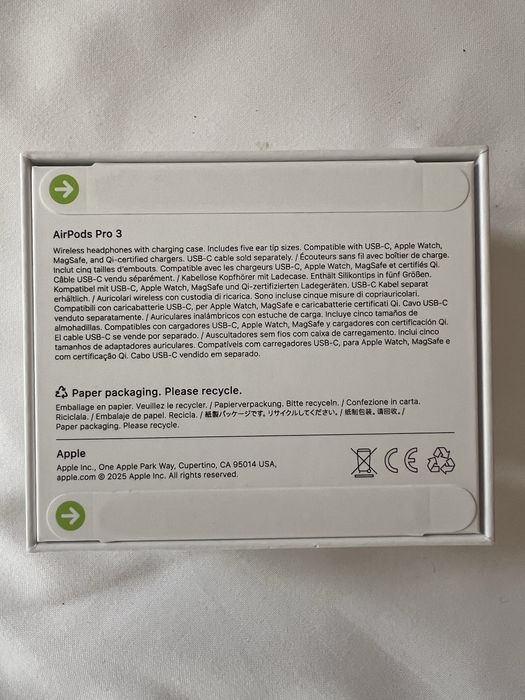 AirPods Pro 3
Wireless headphones with charging case. Includes five ear tip sizes. Compatible with USB-C, Apple Watch,
MagSafe, and Qi-certified chargers. USB-C cable sold separately. / Écouteurs sans fil avec boîtier de charge.
Inclut cinq tailles d’embouts. Compatible avec les chargeurs USB-C, Apple Watch, MagSafe et certifiés Qi.
Câble USB-C vendu séparément. / Kabellose Kopfhörer mit Ladecase. Enthält Silikontips in fünf Größen.
Kompatibel mit USB-C, Apple Watch, MagSafe und Qi-zertifizierten Ladegeräten. USB-C Kabel separat
erhältlich. / Auricolari wireless con custodia di ricarica. Sono incluse cinque misure di copriauricolari.
Compatibili con caricabatterie USB-C, per Apple Watch, MagSafe e caricabatterie certificati Qi. Cavo USB-C
venduto separatamente. / Auriculares inalámbricos con estuche de carga. Incluye cinco tamaños de
almohadillas. Compatibles con cargadores USB-C, Apple Watch, MagSafe y cargadores con certificación Qi.
El cable USB-C se vende por separado. / Auscultadores sem fios com caixa de carregamento. Inclui cinco
tamanhos de adaptadores auriculares. Compatíveis com carregadores USB-C, para Apple Watch, MagSafe e
com certificação Qi. Cabo USB-C vendido em separado.
Paper packaging. Please recycle.
Emballage en papier. Veuillez le recycler. / Papierverpackung. Bitte recyceln. / Confezione in carta.
Riciclala. / Embalaje de papel. Recicla. / 紙製パッケージです。リサイクルしてください。/ 纸制包装。请回收。/
Paper packaging. Please recycle.
Apple
Apple Inc., One Apple Park Way, Cupertino, CA 95014 USA,
apple.com © 2025 Apple Inc. All rights reserved.
CE